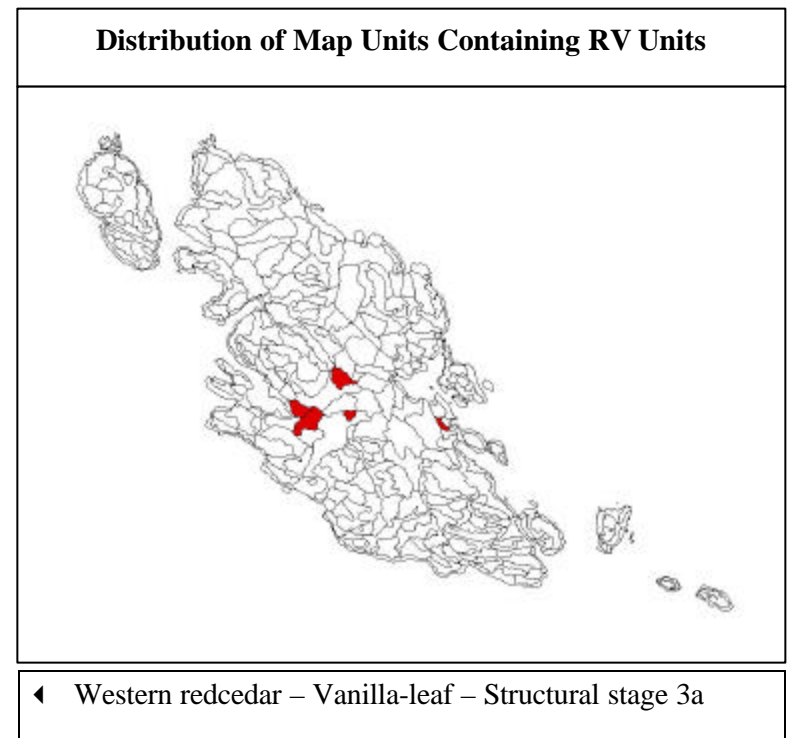 Distribution of Map Units Containing RV Units
Western redcedar – Vanilla-leaf – Structural stage 3a